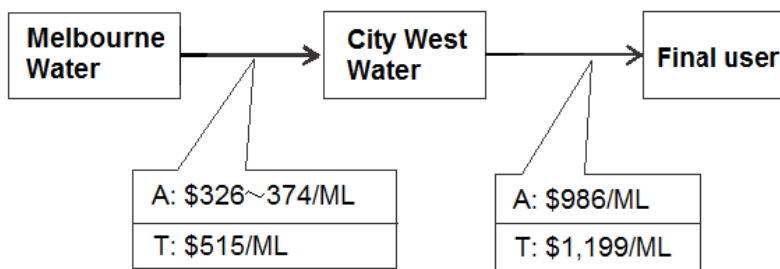 Melbourne
Water
City West
Water
Final user
A: $326~374/ML
T: $515/ML
A: $986/ML
T: $1,199/ML